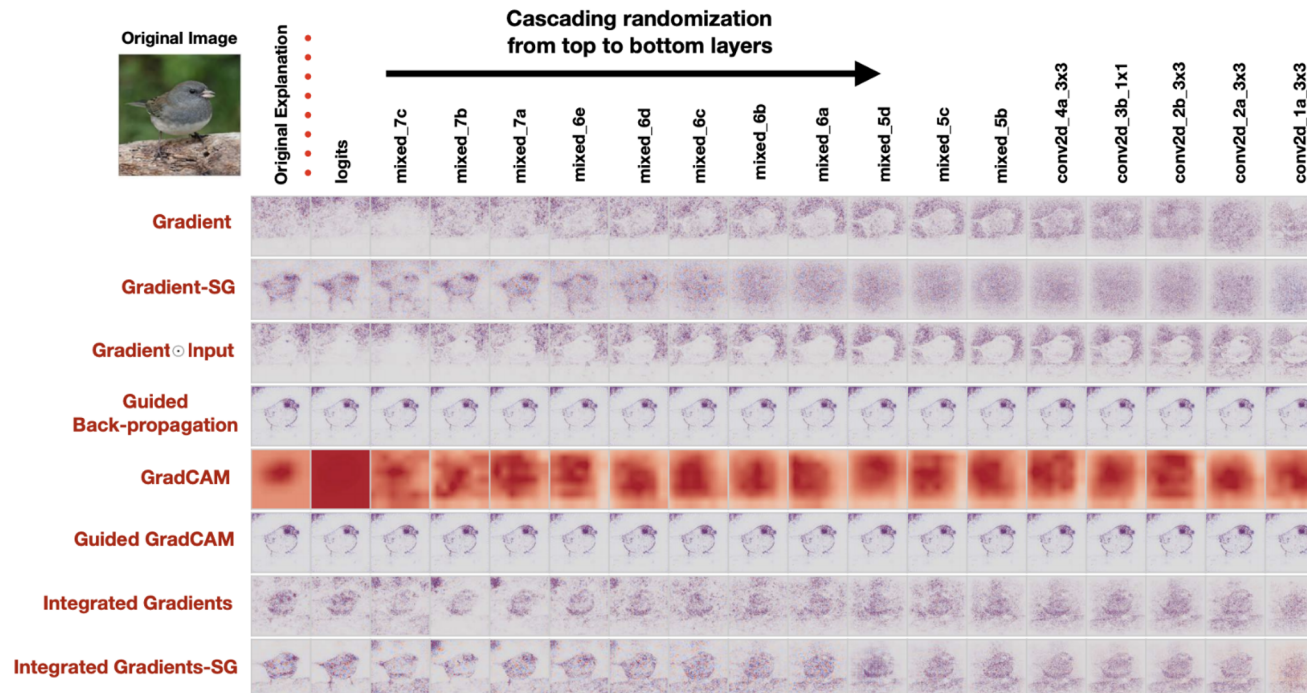 Cascading randomization
from top to bottom layers
Original Image
Original Explanation
logits
mixed_7c
mixed_7b
mixed_7a
mixed_6e
mixed_6d
mixed_6c
mixed_6b
mixed_6a
mixed_5d
mixed_5c
mixed_5b
conv2d_4a_3x3
conv2d_3b_1x1
conv2d_2b_3x3
conv2d_2a_3x3
conv2d_1a_3x3
Gradient
Gradient-SG
Gradient⊙Input
Guided
Back-propagation
GradCAM
Guided GradCAM
Integrated Gradients
Integrated Gradients-SG